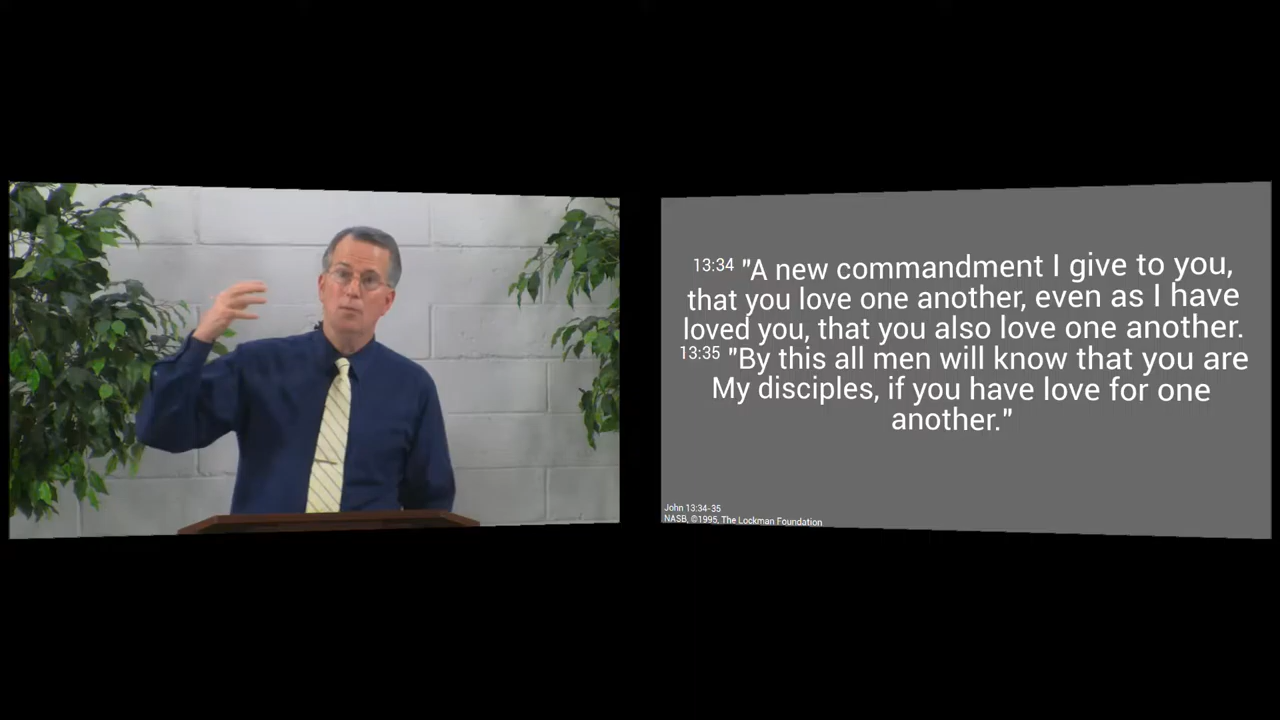 13:34 "A new commandment I give to you,
that you love one another, even as I have
loved you, that you also love one another.
13:35 "By this all men will know that you are
My disciples, if you have love for one
another."
John 13:34-35
NASB, ©1995, The Lockman Foundation